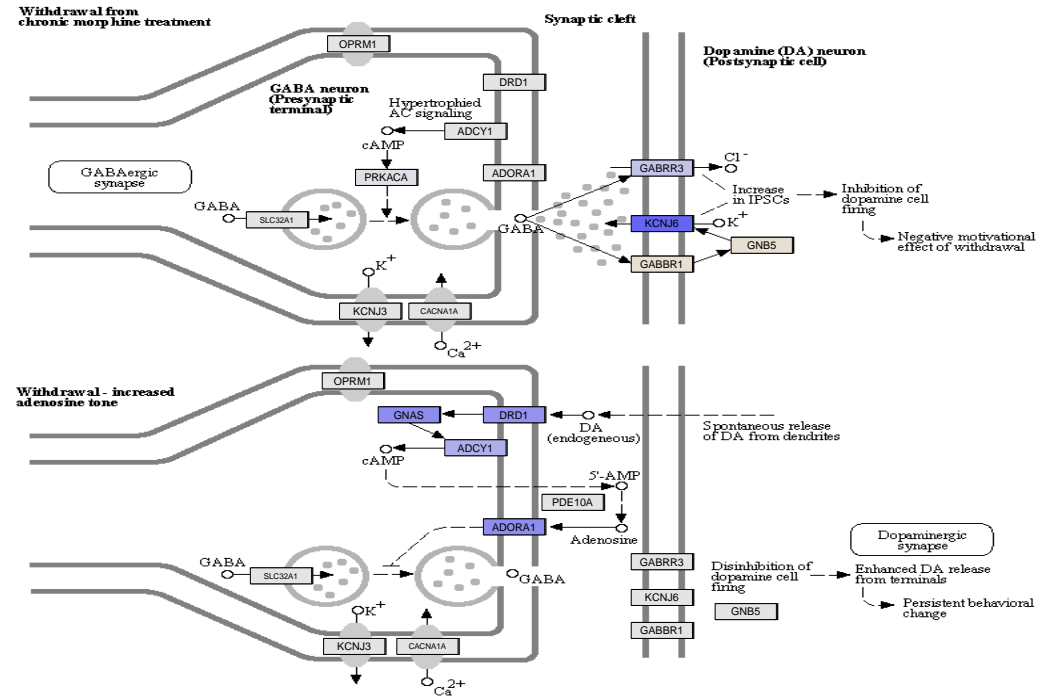 Withdrawal from
chronic morphine treatment
Synaptic cleft
OPRM1
Dopamine (DA) neuron
(Postsynaptic cell)
GABA neuron
(Presynaptic
terminal)
DRD1
Hypertrophied
AC signaling
ADCY1
cAMP
GABAergic
synapse
PRKACA
ADORA1
GABRR3
Cl -
Increase
in IPSCs
Inhibition of
dopamine cell
firing
GABA
SLC32A1
GABA
KCNJ6
K+
GNB5
Negative motivational
effect of withdrawal
GABBR1
K+
KCNJ3
CACNA1A
Ca2+
Withdrawal - increased
adenosine tone
OPRM1
GNAS
DRD1
DA
(endogeneous)
Spontaneous release
of DA from dendrites
ADCY1
cAMP
5'-AMP
PDE10A
ADORA1
Adenosine
Dopaminergic
synapse
GABA
SLC32A1
GABA
GABRR3
Disinhibition of
dopamine cell
firing
Enhanced DA release
from terminals
KCNJ6
GNB5
Persistent behavioral
change
K+
GABBR1
KCNJ3
CACNA1A
Ca2+